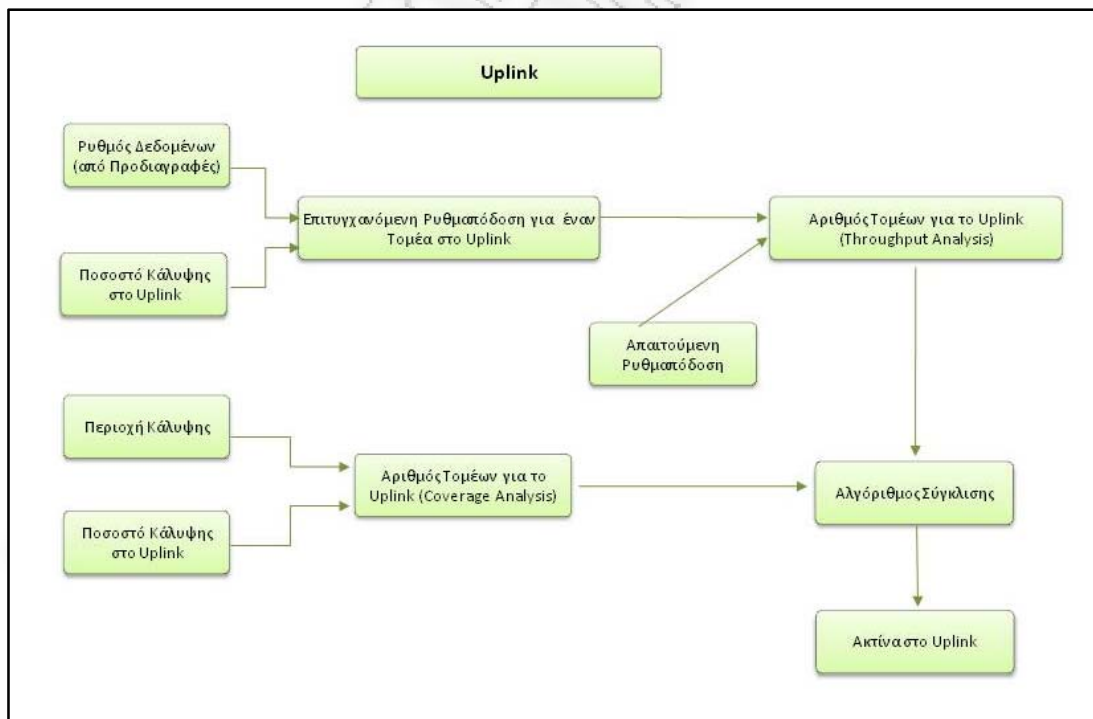 Uplink
Ρυθμός Δεδομένων
(από Προδιαγραφές)
Επιτυγχανόμενη Ρυθμαπόδοση για έναν
Τομέα στο Uplink
Αριθμός Τομέων για το Uplink
(Throughput Analysis)
Ποσοστό Κάλυψης
στο Uplink
Απαιτούμενη
Ρυθμαπόδοση
Περιοχή Κάλυψης
Αριθμός Τομέων για το
Uplink (Coverage Analysis)
Αλγόριθμος Σύγκλισης
Ποσοστό Κάλυψης
στο Uplink
Ακτίνα στο Uplink